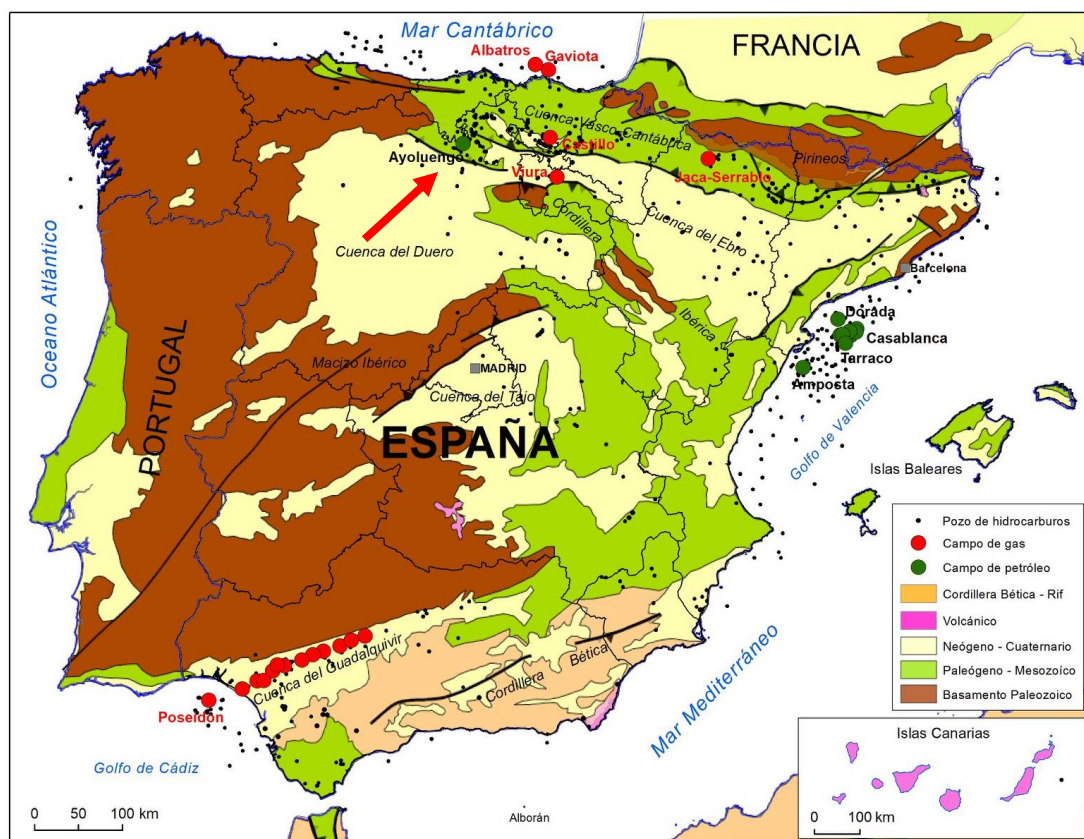 Mar Cantábrico
FRANCIA
Albatros
Gaviota
Cuenca Vasco-Cantábrica
Ayoluengo
Castillo
Viura
Jaca-Serrablo
Pirineos
Cordillera
Ibérica
Cuenca del Ebro
Cuenca del Duero
Oceano Atlántico
Barcelona
Dorada
Casablanca
Tarraco
Amposta
Macizo Ibérico
MADRID
Cuenca del Tajo
PORTUGAL
ESPAÑA
Golfo de Valencia
Islas Baleares
Mar Mediterráneo
Cuenca del Guadalquivir
Cordillera Bética
Poseidón
Golfo de Cádiz
Alborán
0 50 100 km
Pozo de hidrocarburos
Campo de gas
Campo de petróleo
Cordillera Bética - Rif
Volcánico
Neógeno - Cuaternario
Paleógeno - Mesozoíco
Basamento Paleozoico
Islas Canarias
0 100 km